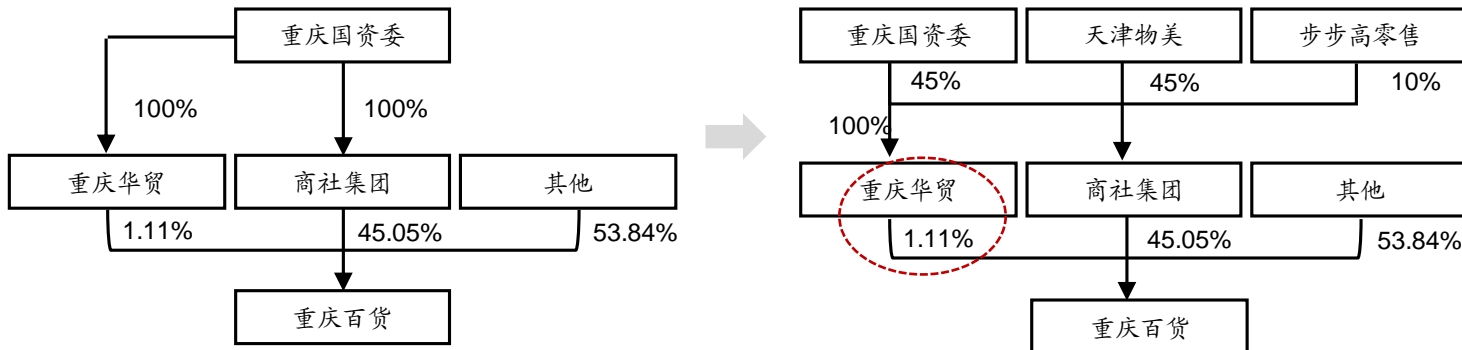 重庆国资委
100%
100%
重庆华贸
商社集团
其他
1.11%
45.05%
53.84%
重庆百货
重庆国资委
天津物美
步步高零售
45%
45%
10%
100%
重庆华贸
商社集团
其他
1.11%
45.05%
53.84%
重庆百货